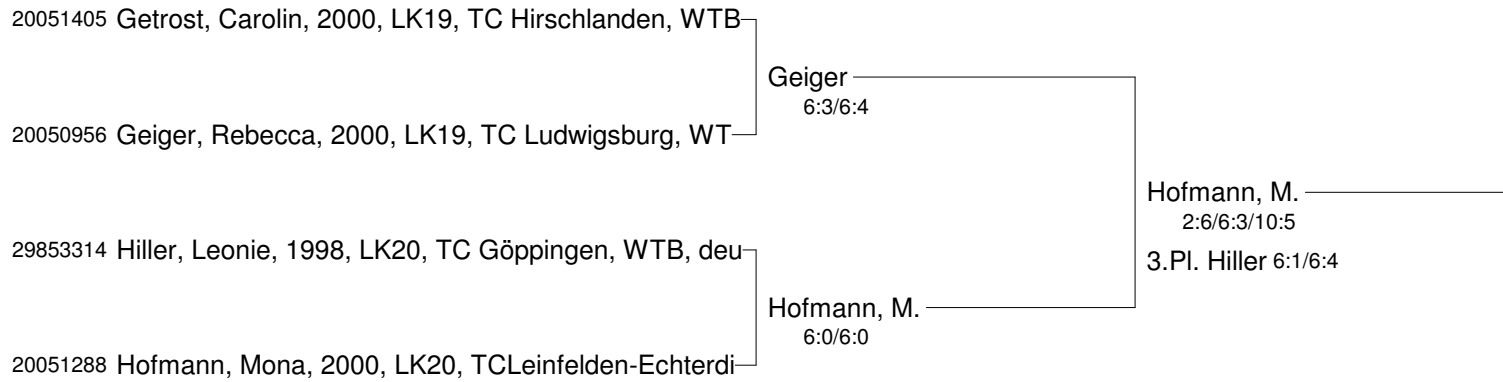 20051405 Getrost, Carolin, 2000, LK19, TC Hirschlanden, WTB
Geiger
6:3/6:4
20050956 Geiger, Rebecca, 2000, LK19, TC Ludwigsburg, WT
Hofmann, M.
2:6/6:3/10:5
29853314 Hiller, Leonie, 1998, LK20, TC Göppingen, WTB, deu
3.Pl. Hiller 6:1/6:4
Hofmann, M.
6:0/6:0
20051288 Hofmann, Mona, 2000, LK20, TCLeinfelden-Echterdi